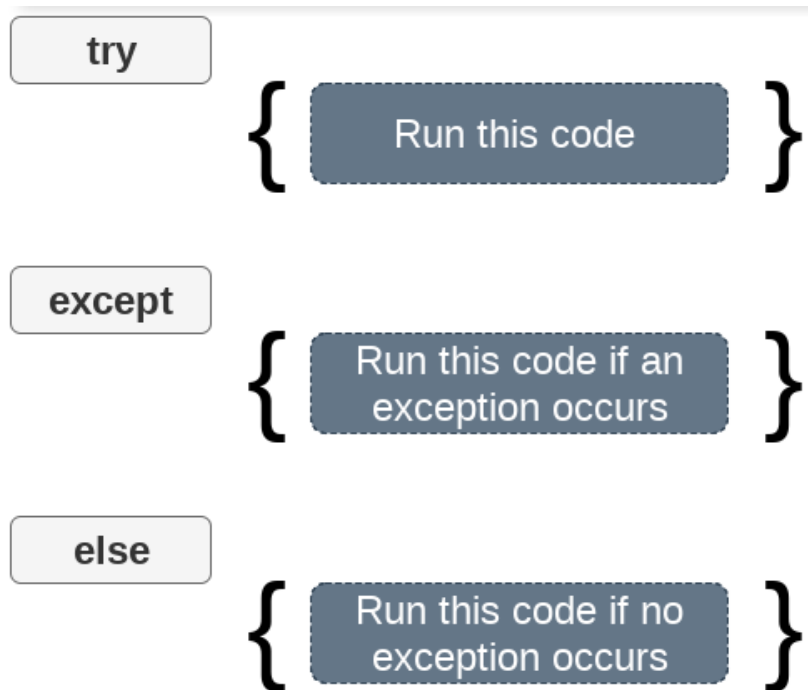 try
{ Run this code }
except
{ Run this code if an
exception occurs }
else
{ Run this code if no
exception occurs }